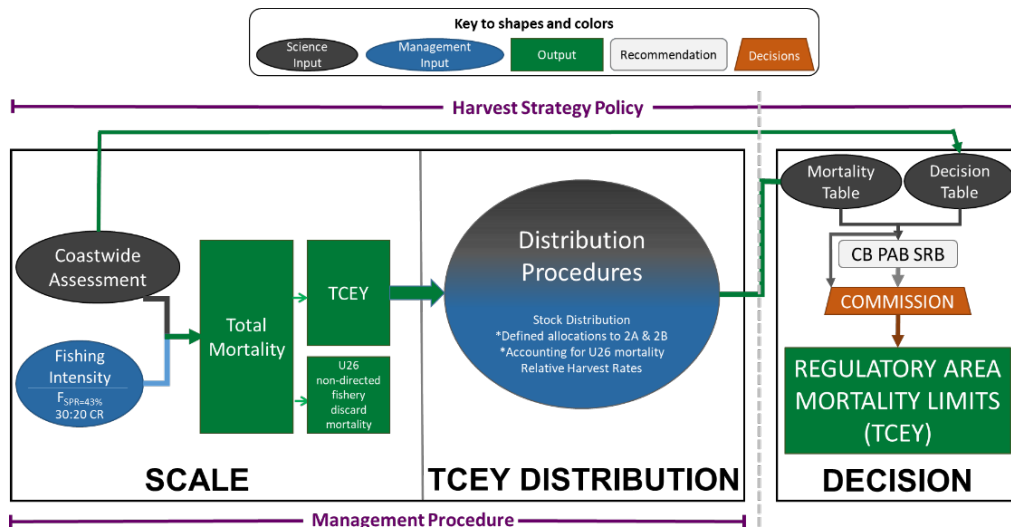 Key to shapes and colors
Science
Input
Management
Input
Output
Recommendation
Decisions
Harvest Strategy Policy
Coastwide
Assessment
Fishing
Intensity
F_SPR=43%
30:20 CR
Total
Mortality
TCEY
U26
non-directed
fishery
discard
mortality
SCALE
Distribution
Procedures
Stock Distribution
*Defined allocations to 2A & 2B
*Accounting for U26 mortality
Relative Harvest Rates
TCEY DISTRIBUTION
Mortality
Table
Decision
Table
CB PAB SRB
COMMISSION
REGULATORY AREA
MORTALITY LIMITS
(TCEY)
DECISION
Management Procedure